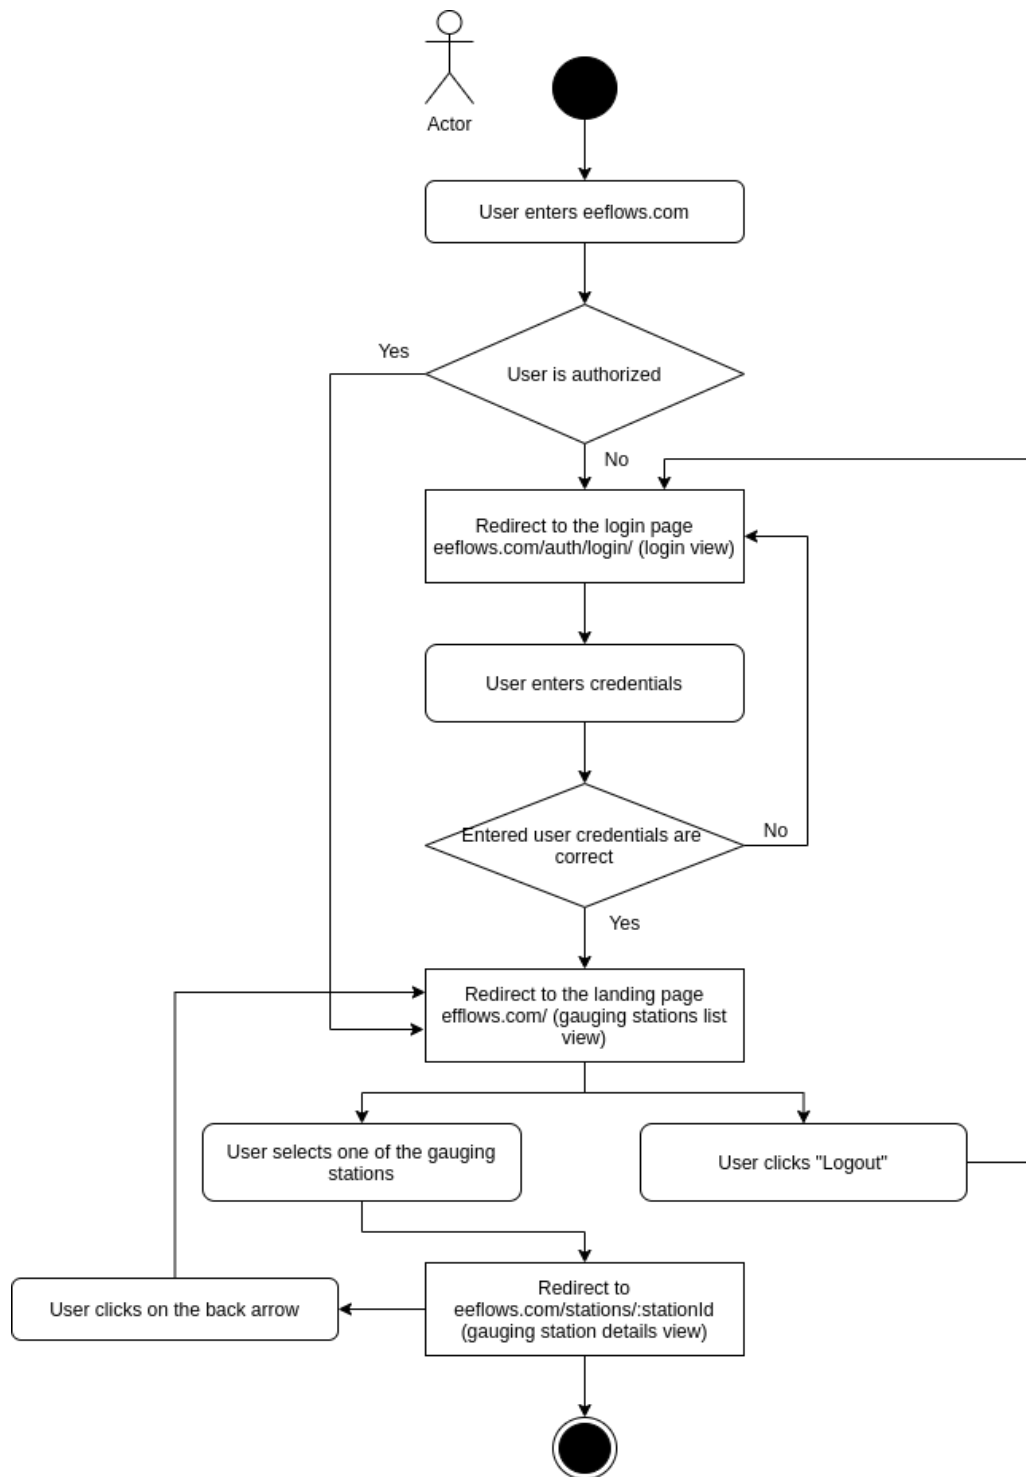 Actor
User enters eeflows.com
Yes
User is authorized
No
Redirect to the login page
eeflows.com/auth/login/ (login view)
User enters credentials
Entered user credentials are
correct
No
Yes
Redirect to the landing page
efflows.com/ (gauging stations list
view)
User selects one of the gauging
stations
User clicks "Logout"
Redirect to
eeflows.com/stations/:stationId
(gauging station details view)
User clicks on the back arrow